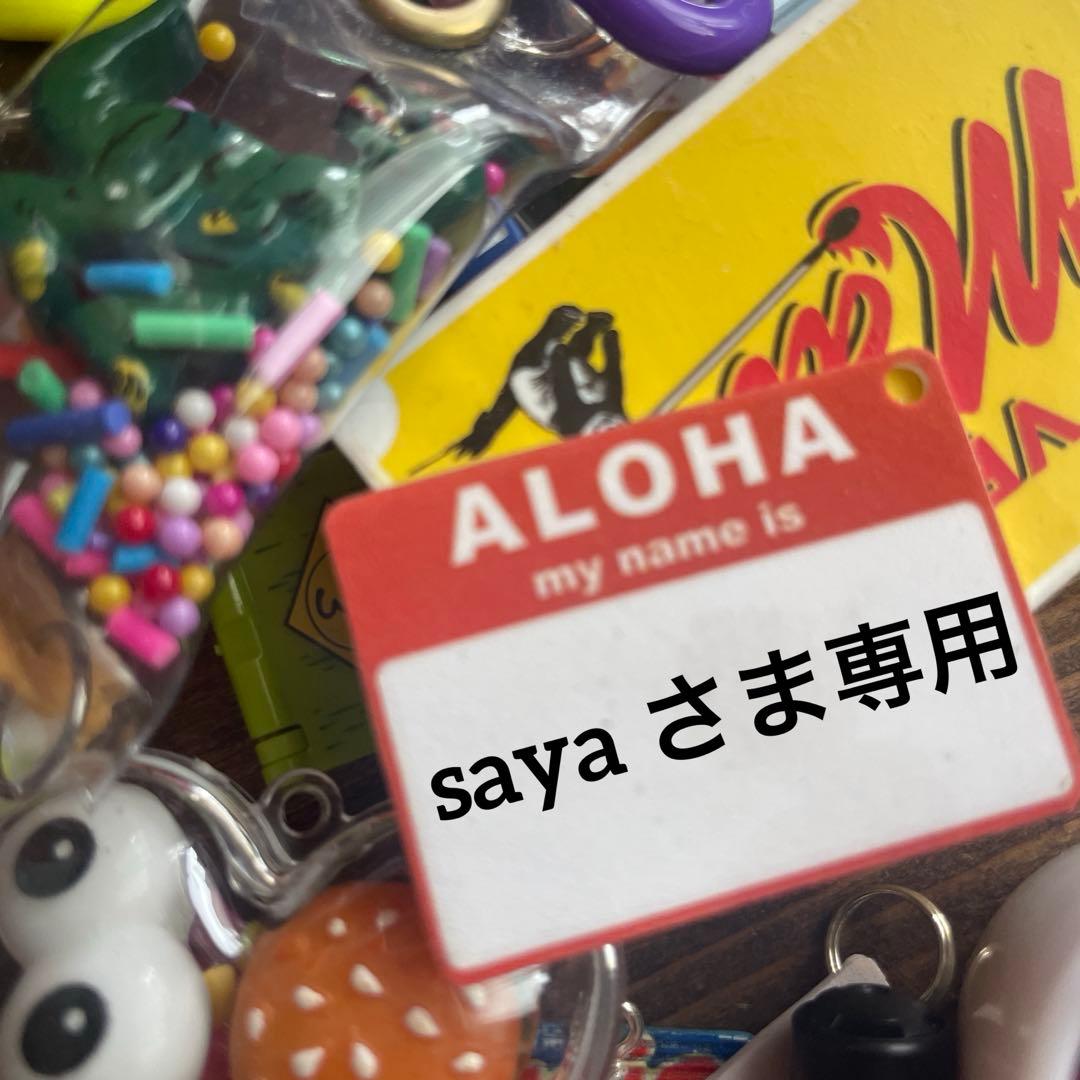 ALOHA
my name is
saya さま専用